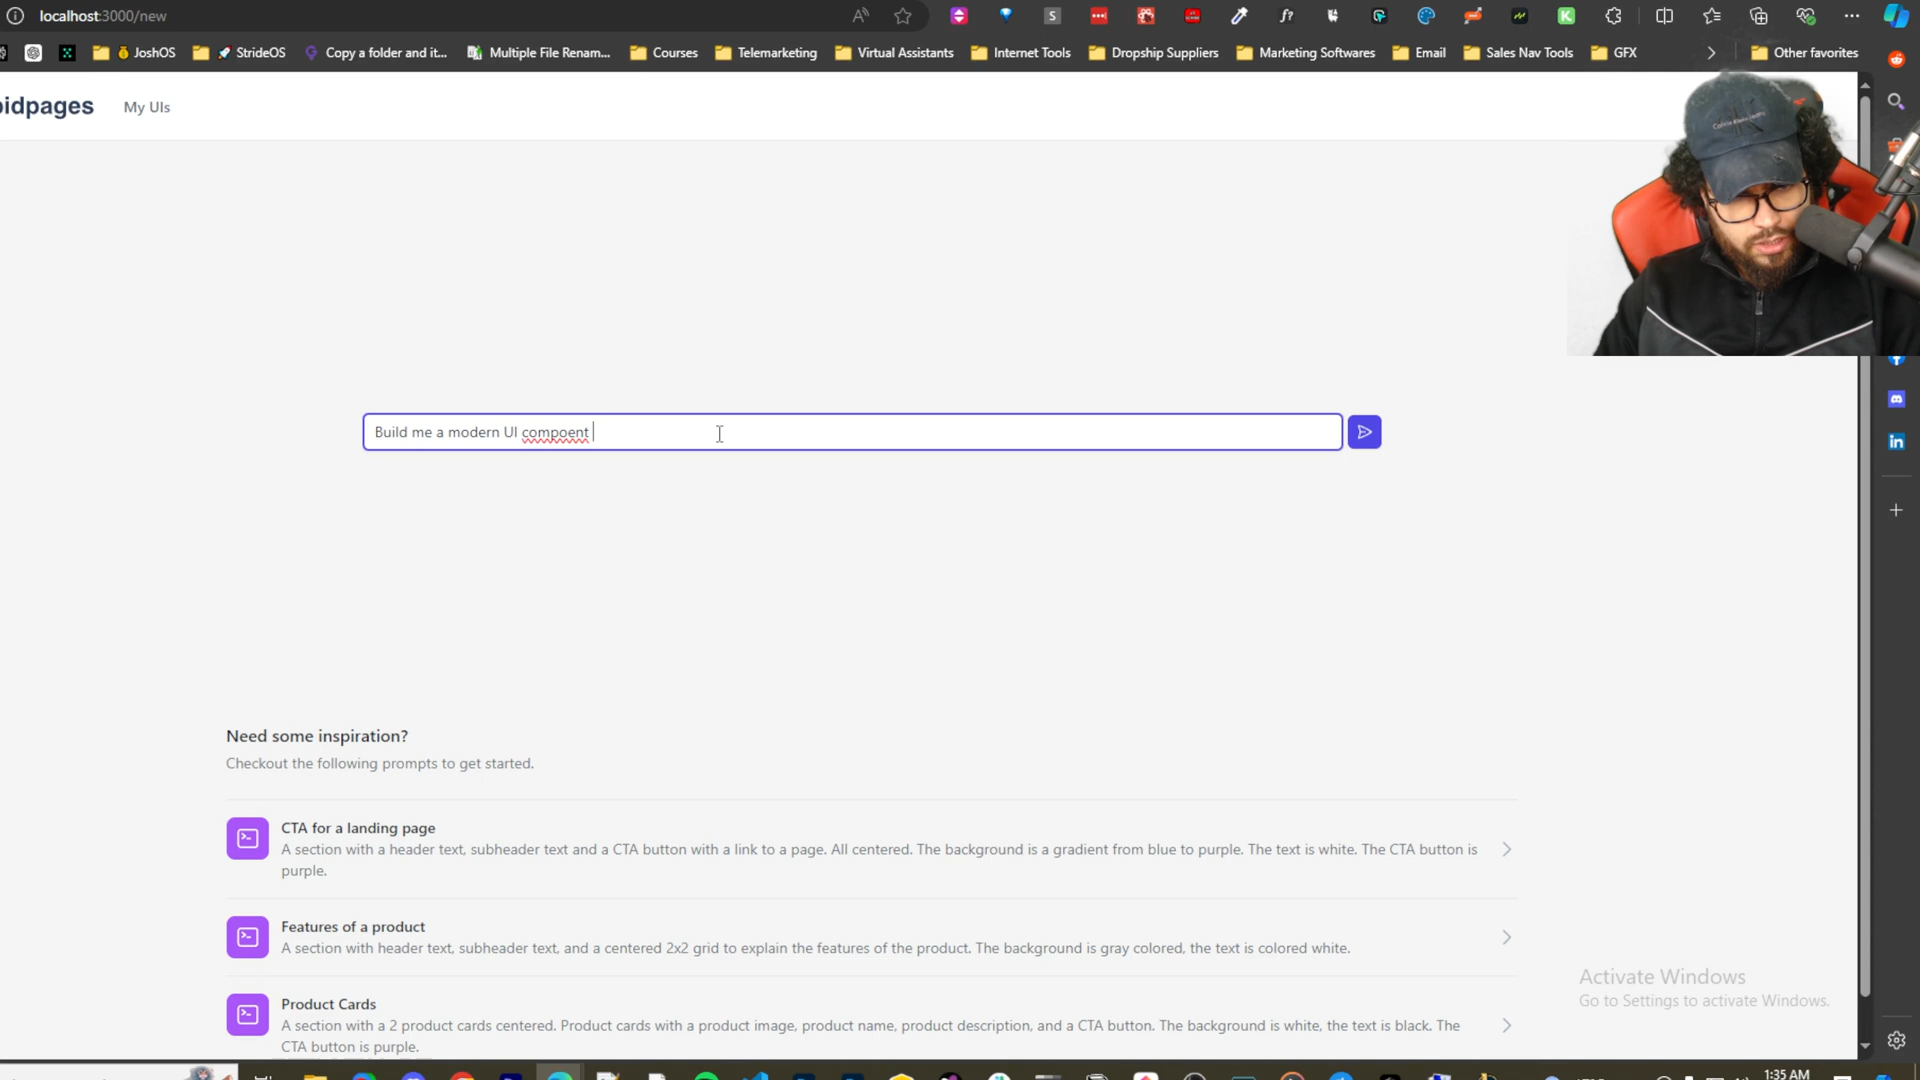 localhost:3000/new
JoshOS StrideOS Copy a folder and it... Multiple File Renam... Courses Telemarketing Virtual Assistants Internet Tools Dropship Suppliers Marketing Softwares Email Sales Nav Tools GFX Other favorites
idpages My UIs
Build me a modern UI compoent
Need some inspiration?
Checkout the following prompts to get started.
CTA for a landing page
A section with a header text, subheader text and a CTA button with a link to a page. All centered. The background is a gradient from blue to purple. The text is white. The CTA button is
purple.
Features of a product
A section with header text, subheader text, and a centered 2x2 grid to explain the features of the product. The background is gray colored, the text is colored white.
Product Cards
A section with a 2 product cards centered. Product cards with a product image, product name, product description, and a CTA button. The background is white, the text is black. The
CTA button is purple.
Activate Windows
Go to Settings to activate Windows.
1:35 AM